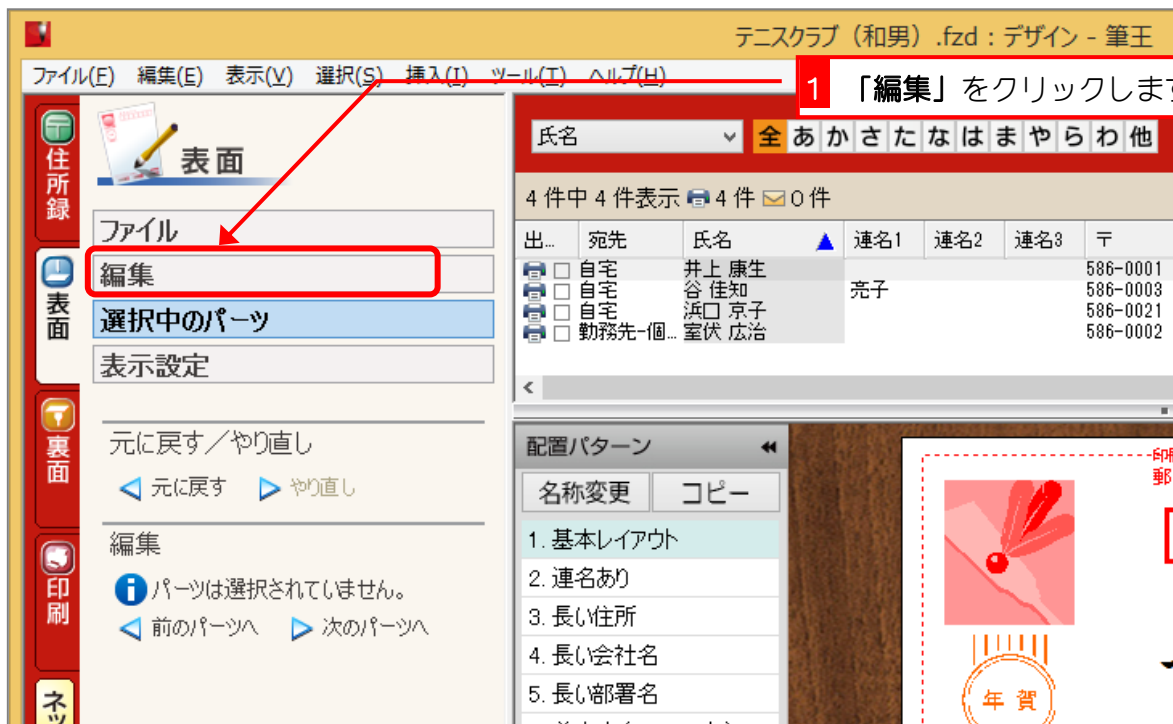 テニスクラブ（和男）.fzd：デザイン - 筆王
ファイル(F) 編集(E) 表示(V) 選択(S) 挿入(I) ツール(T) ヘルプ(H)
1 「編集」をクリックします
住所録
表面
裏面
印刷
ネッ
表面
ファイル
編集
選択中のパーツ
表示設定
元に戻す／やり直し
元に戻す やり直し
編集
パーツは選択されていません。
前のパーツへ 次のパーツへ
氏名 全 あ か さ た な は ま や ら わ 他
4 件中 4 件表示 4 件 0 件
出... 宛先 氏名 連名1 連名2 連名3 〒
自宅 井上 康生 586-0001
自宅 谷 佳知 亮子 586-0003
自宅 浜口 京子 586-0021
勤務先-個... 室伏 広治 586-0002
配置パターン
名称変更 コピー
1. 基本レイアウト
2. 連名あり
3. 長い住所
4. 長い会社名
5. 長い部署名
印
郵
年 賀